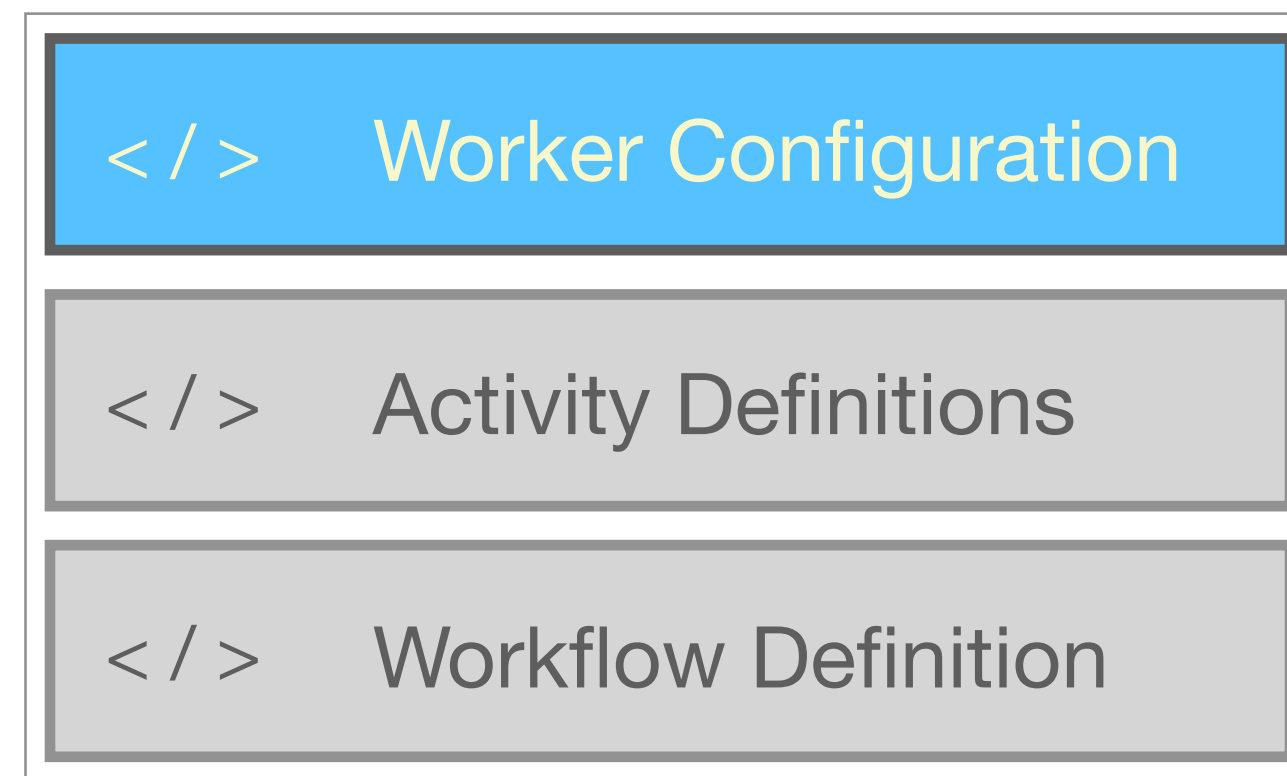 < / > Worker Configuration
< / > Activity Definitions
< / > Workflow Definition